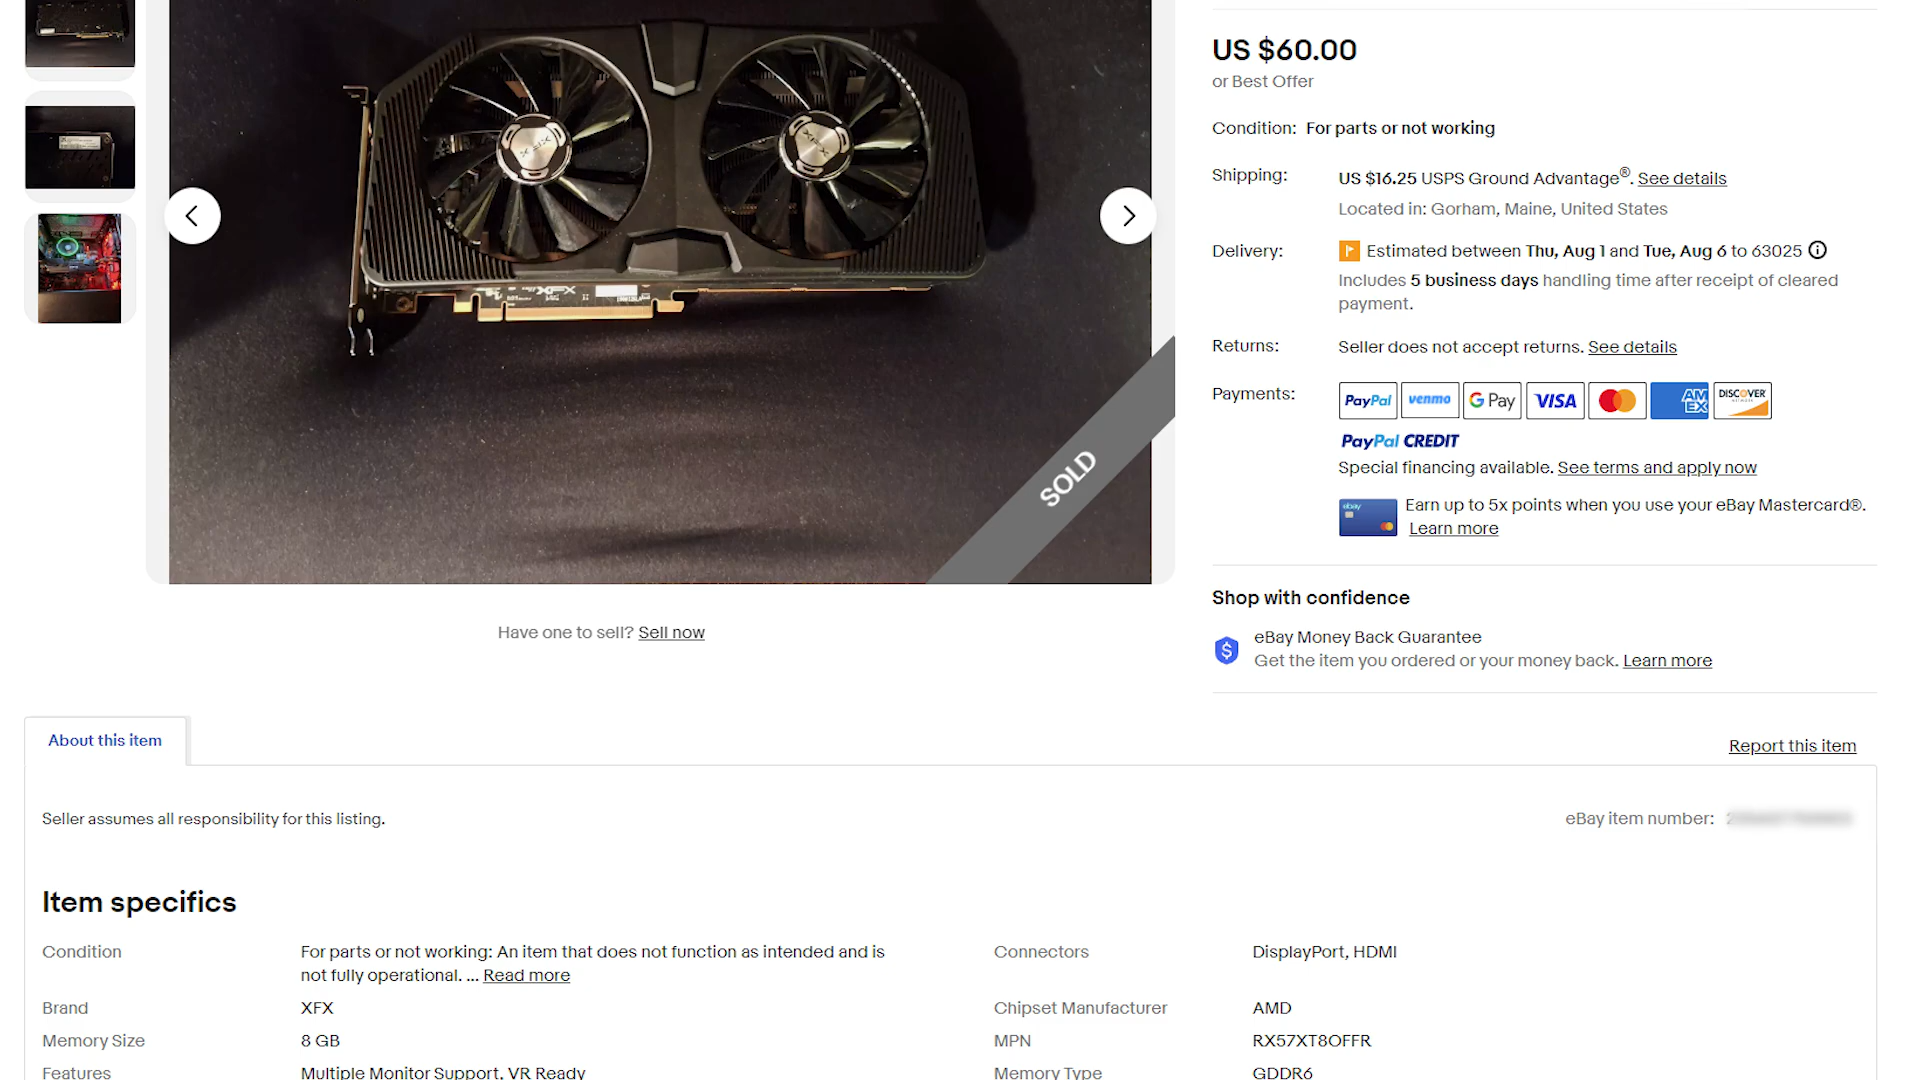 US $60.00
or Best Offer
Condition: For parts or not working
Shipping: US $16.25 USPS Ground Advantage®. See details
Located in: Gorham, Maine, United States
Delivery: Estimated between Thu, Aug 1 and Tue, Aug 6 to 63025
Includes 5 business days handling time after receipt of cleared
payment.
Returns: Seller does not accept returns. See details
Payments: PayPal venmo G Pay VISA AM EX DISCOVER
PayPal CREDIT
Special financing available. See terms and apply now
ebay
Earn up to 5x points when you use your eBay Mastercard®.
Learn more
XFX
XFX
SOLD
Have one to sell? Sell now
Shop with confidence
eBay Money Back Guarantee
Get the item you ordered or your money back. Learn more
About this item
Report this item
Seller assumes all responsibility for this listing.
eBay item number:
Item specifics
Condition For parts or not working: An item that does not function as intended and is
not fully operational. ... Read more
Connectors DisplayPort, HDMI
Brand XFX
Chipset Manufacturer AMD
Memory Size 8 GB
MPN RX57XT8OFFR
Features Multiple Monitor Support, VR Ready
Memory Type GDDR6